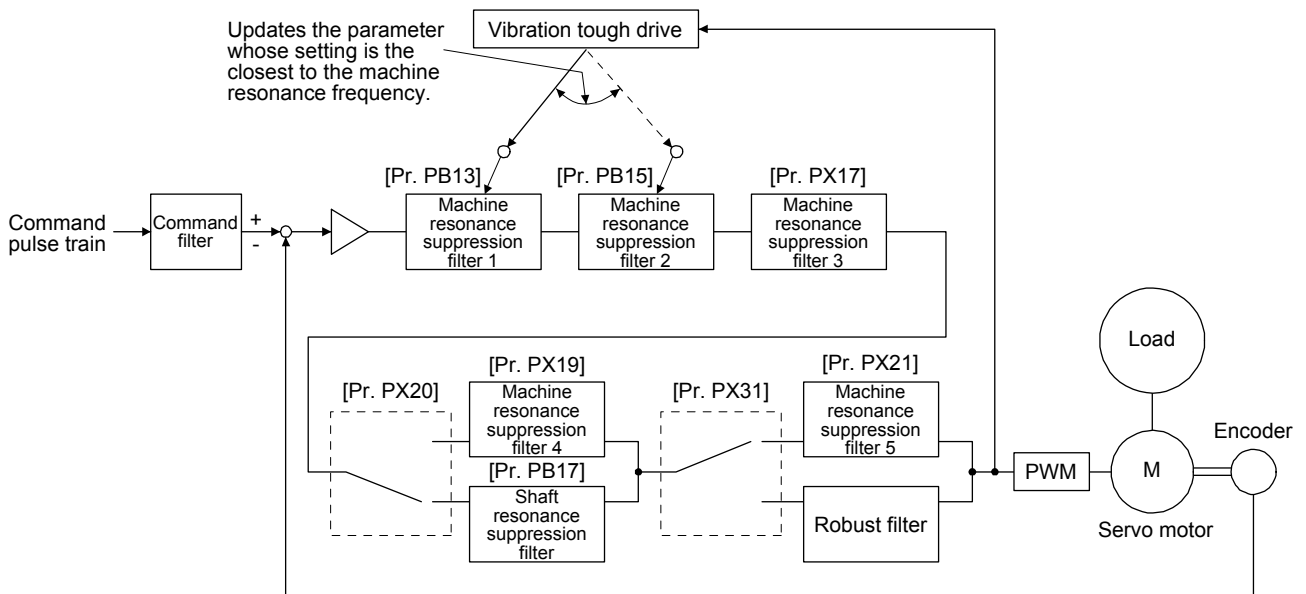 Updates the parameter
whose setting is the
closest to the machine
resonance frequency.
Vibration tough drive
[Pr. PB13]
[Pr. PB15]
[Pr. PX17]
Command
pulse train
Command
filter
+
-
Machine
resonance
suppression
filter 1
Machine
resonance
suppression
filter 2
Machine
resonance
suppression
filter 3
Load
[Pr. PX20]
[Pr. PX19]
Machine
resonance
suppression
filter 4
[Pr. PB17]
Shaft
resonance
suppression
filter
[Pr. PX31]
[Pr. PX21]
Machine
resonance
suppression
filter 5
Robust filter
PWM
M
Servo motor
Encoder